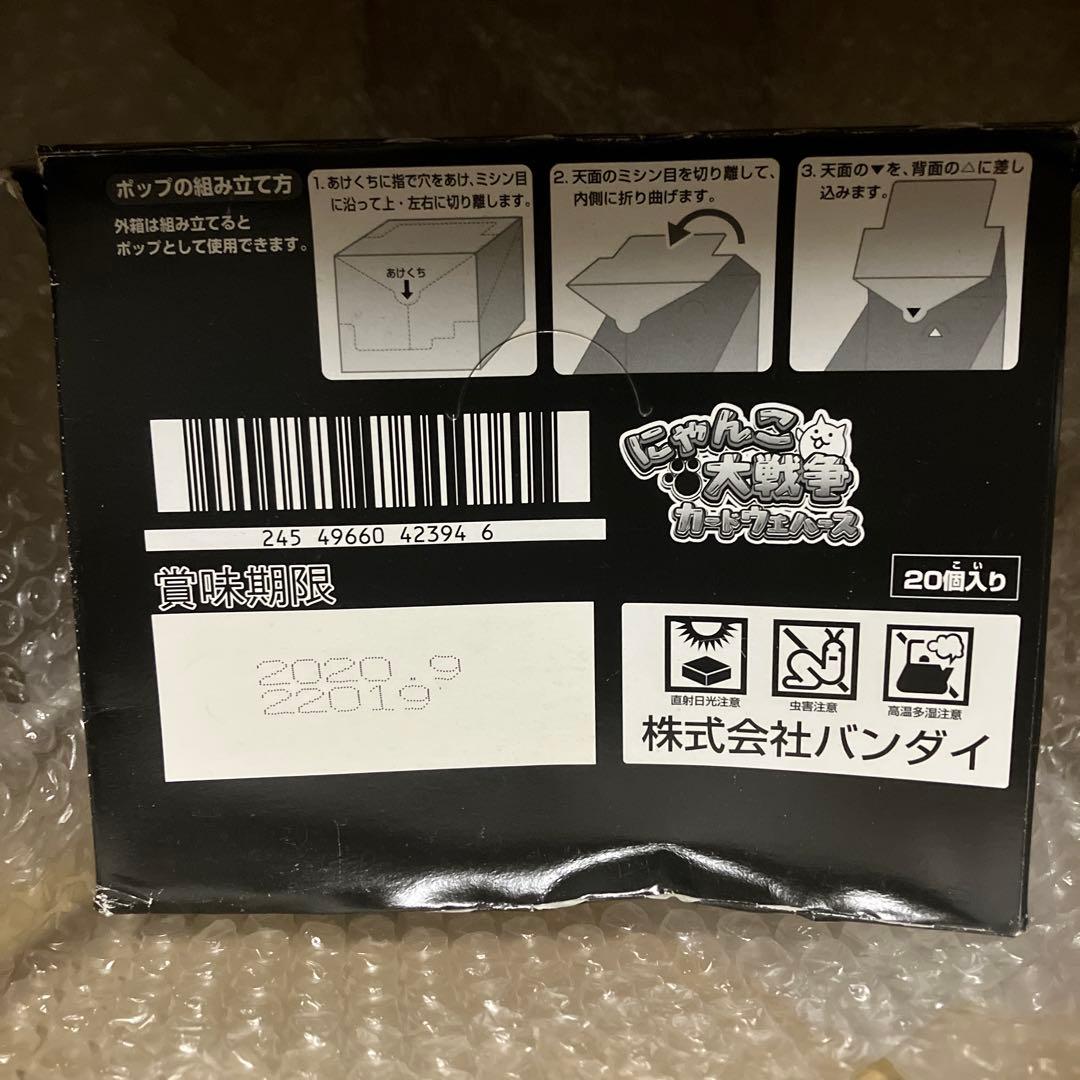 ポップの組み立て方
外箱は組み立てると
ポップとして使用できます。
1. あけくちに指で穴をあけ、ミシン目
に沿って上・左右に切り離します。
あけくち
2. 天面のミシン目を切り離して、
内側に折り曲げます。
3. 天面の▼を、背面の△に差し
込みます。
245 49660 42394 6
にゃんこ
大戦争
カードウエハース
賞味期限
2020. 9
22019
こい
20個入り
直射日光注意
虫害注意
高温多湿注意
株式会社バンダイ